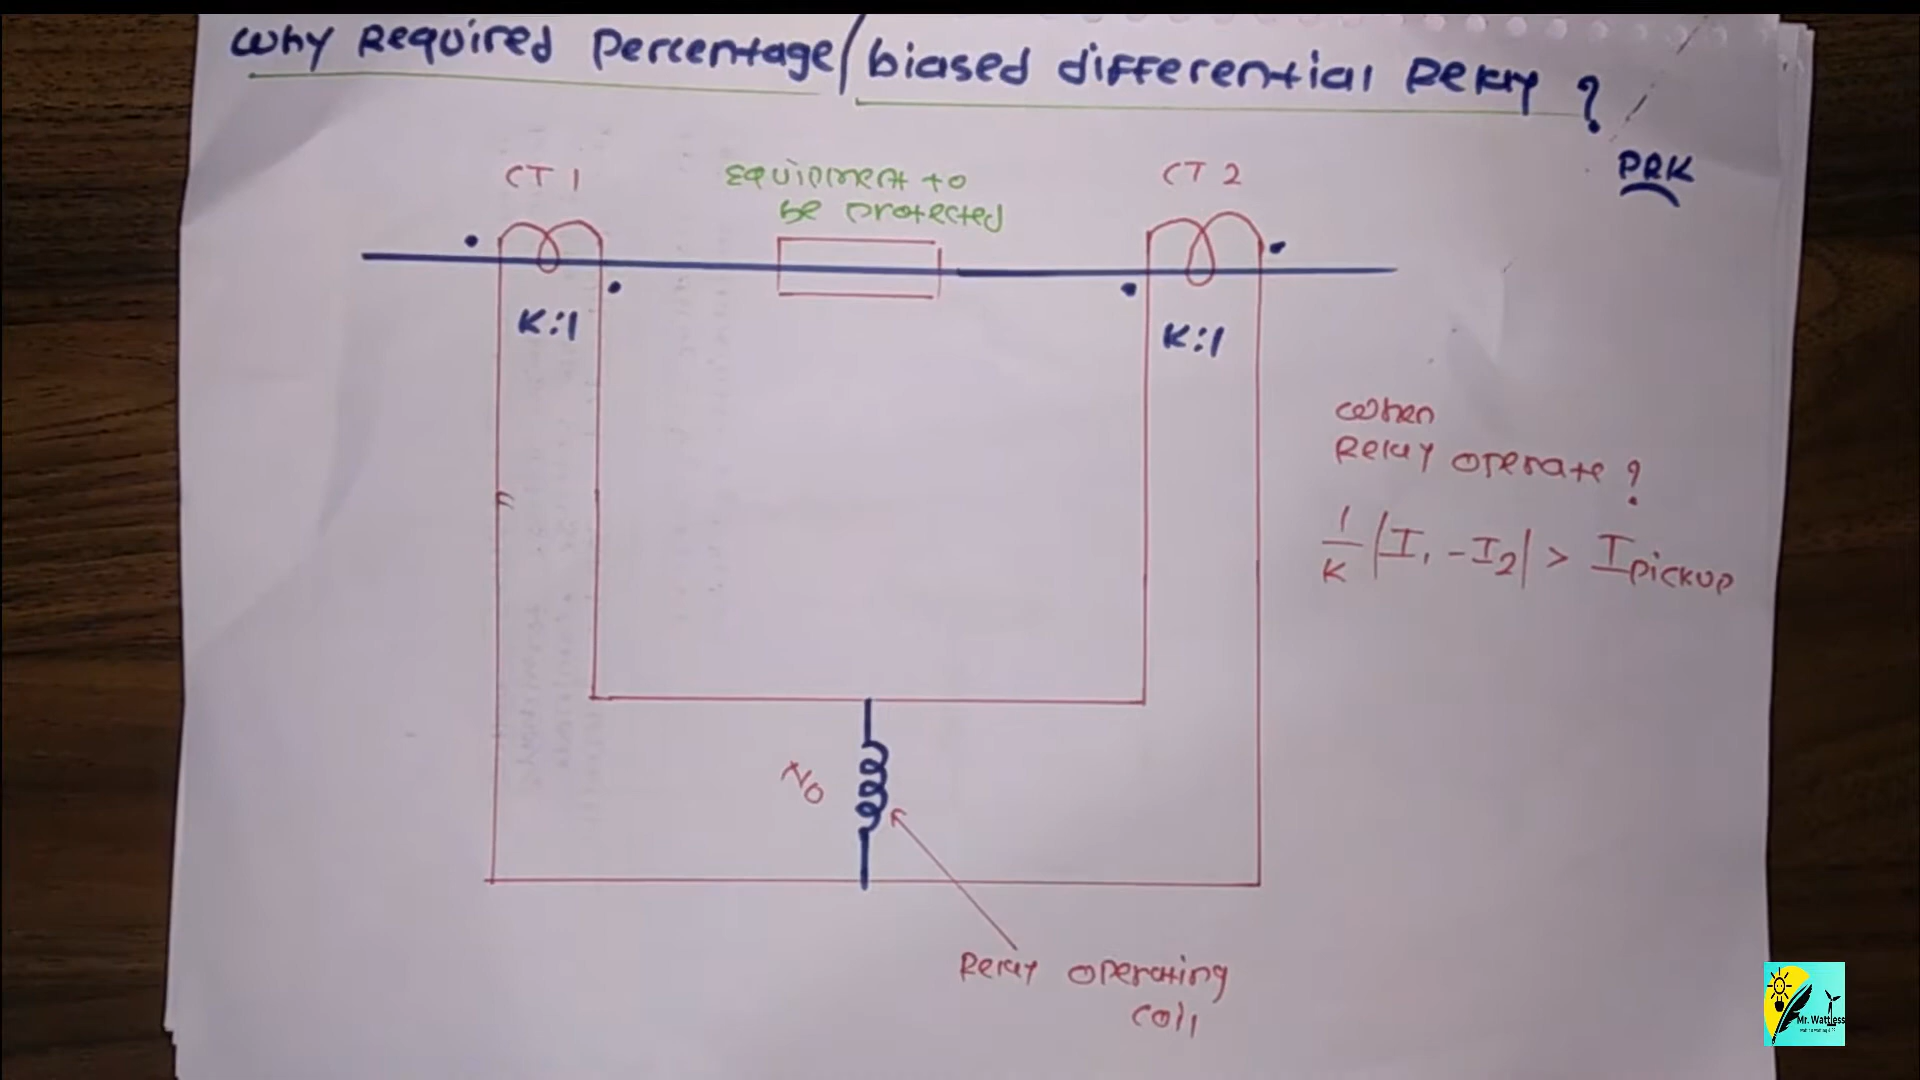 Why Required Percentage/biased differential Relay ?
PRK
CT 1
Equipment to
be protected
CT 2
K:1
K:1
When
Relay operate ?
1/K |I1 - I2| > Ipickup
No
Relay operating
coil
Mr. Wattless